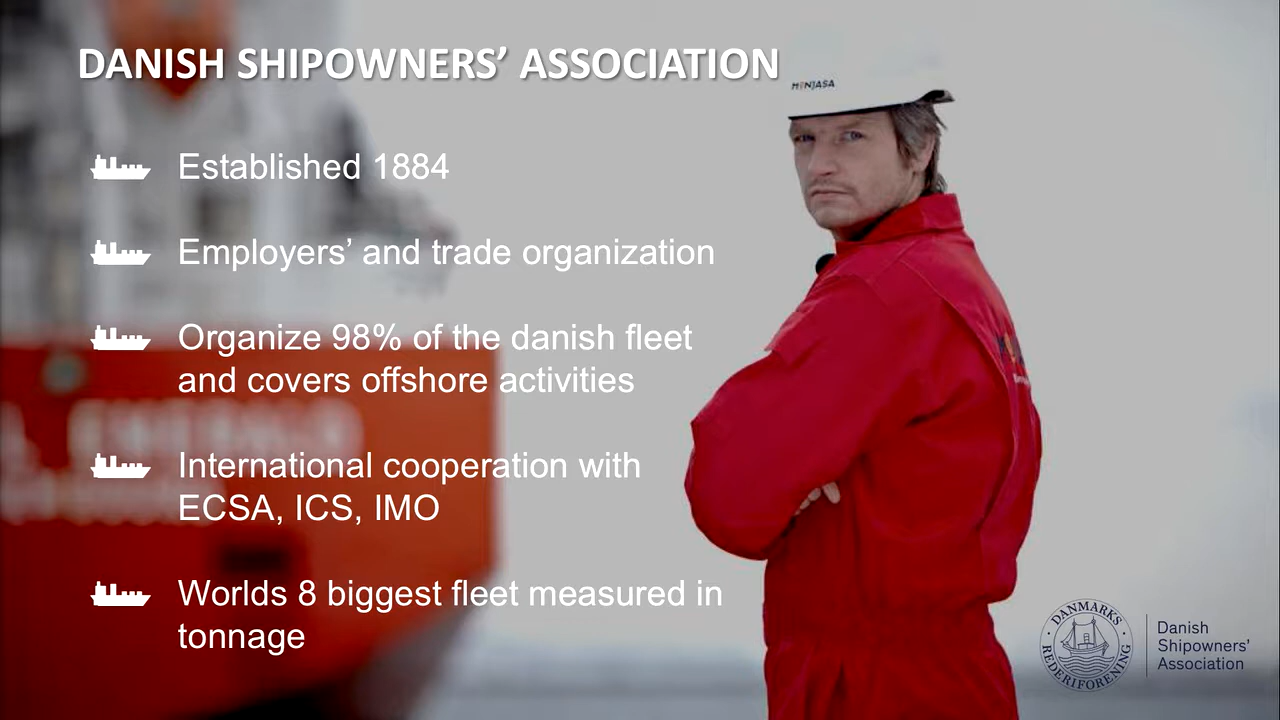 DANISH SHIPOWNERS’ ASSOCIATION
MONJASA
Established 1884
Employers’ and trade organization
Organize 98% of the danish fleet
and covers offshore activities
International cooperation with
ECSA, ICS, IMO
Worlds 8 biggest fleet measured in
tonnage
DANMARKS
REDERIFORENING
Danish
Shipowners’
Association